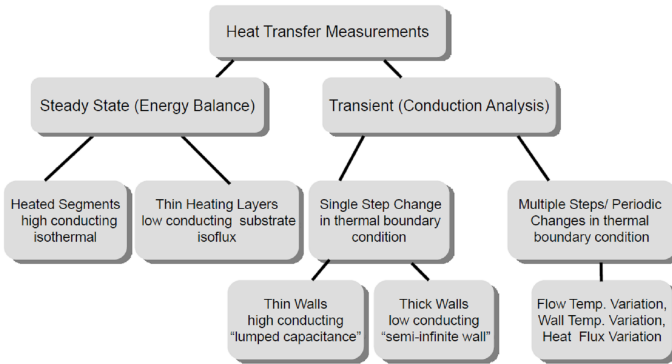 Heat Transfer Measurements
Steady State (Energy Balance)
Transient (Conduction Analysis)
Heated Segments
high conducting
isothermal
Thin Heating Layers
low conducting substrate
isoflux
Single Step Change
in thermal boundary
condition
Multiple Steps/ Periodic
Changes in thermal
boundary condition
Thin Walls
high conducting
“lumped capacitance”
Thick Walls
low conducting
“semi-infinite wall”
Flow Temp. Variation,
Wall Temp. Variation,
Heat Flux Variation